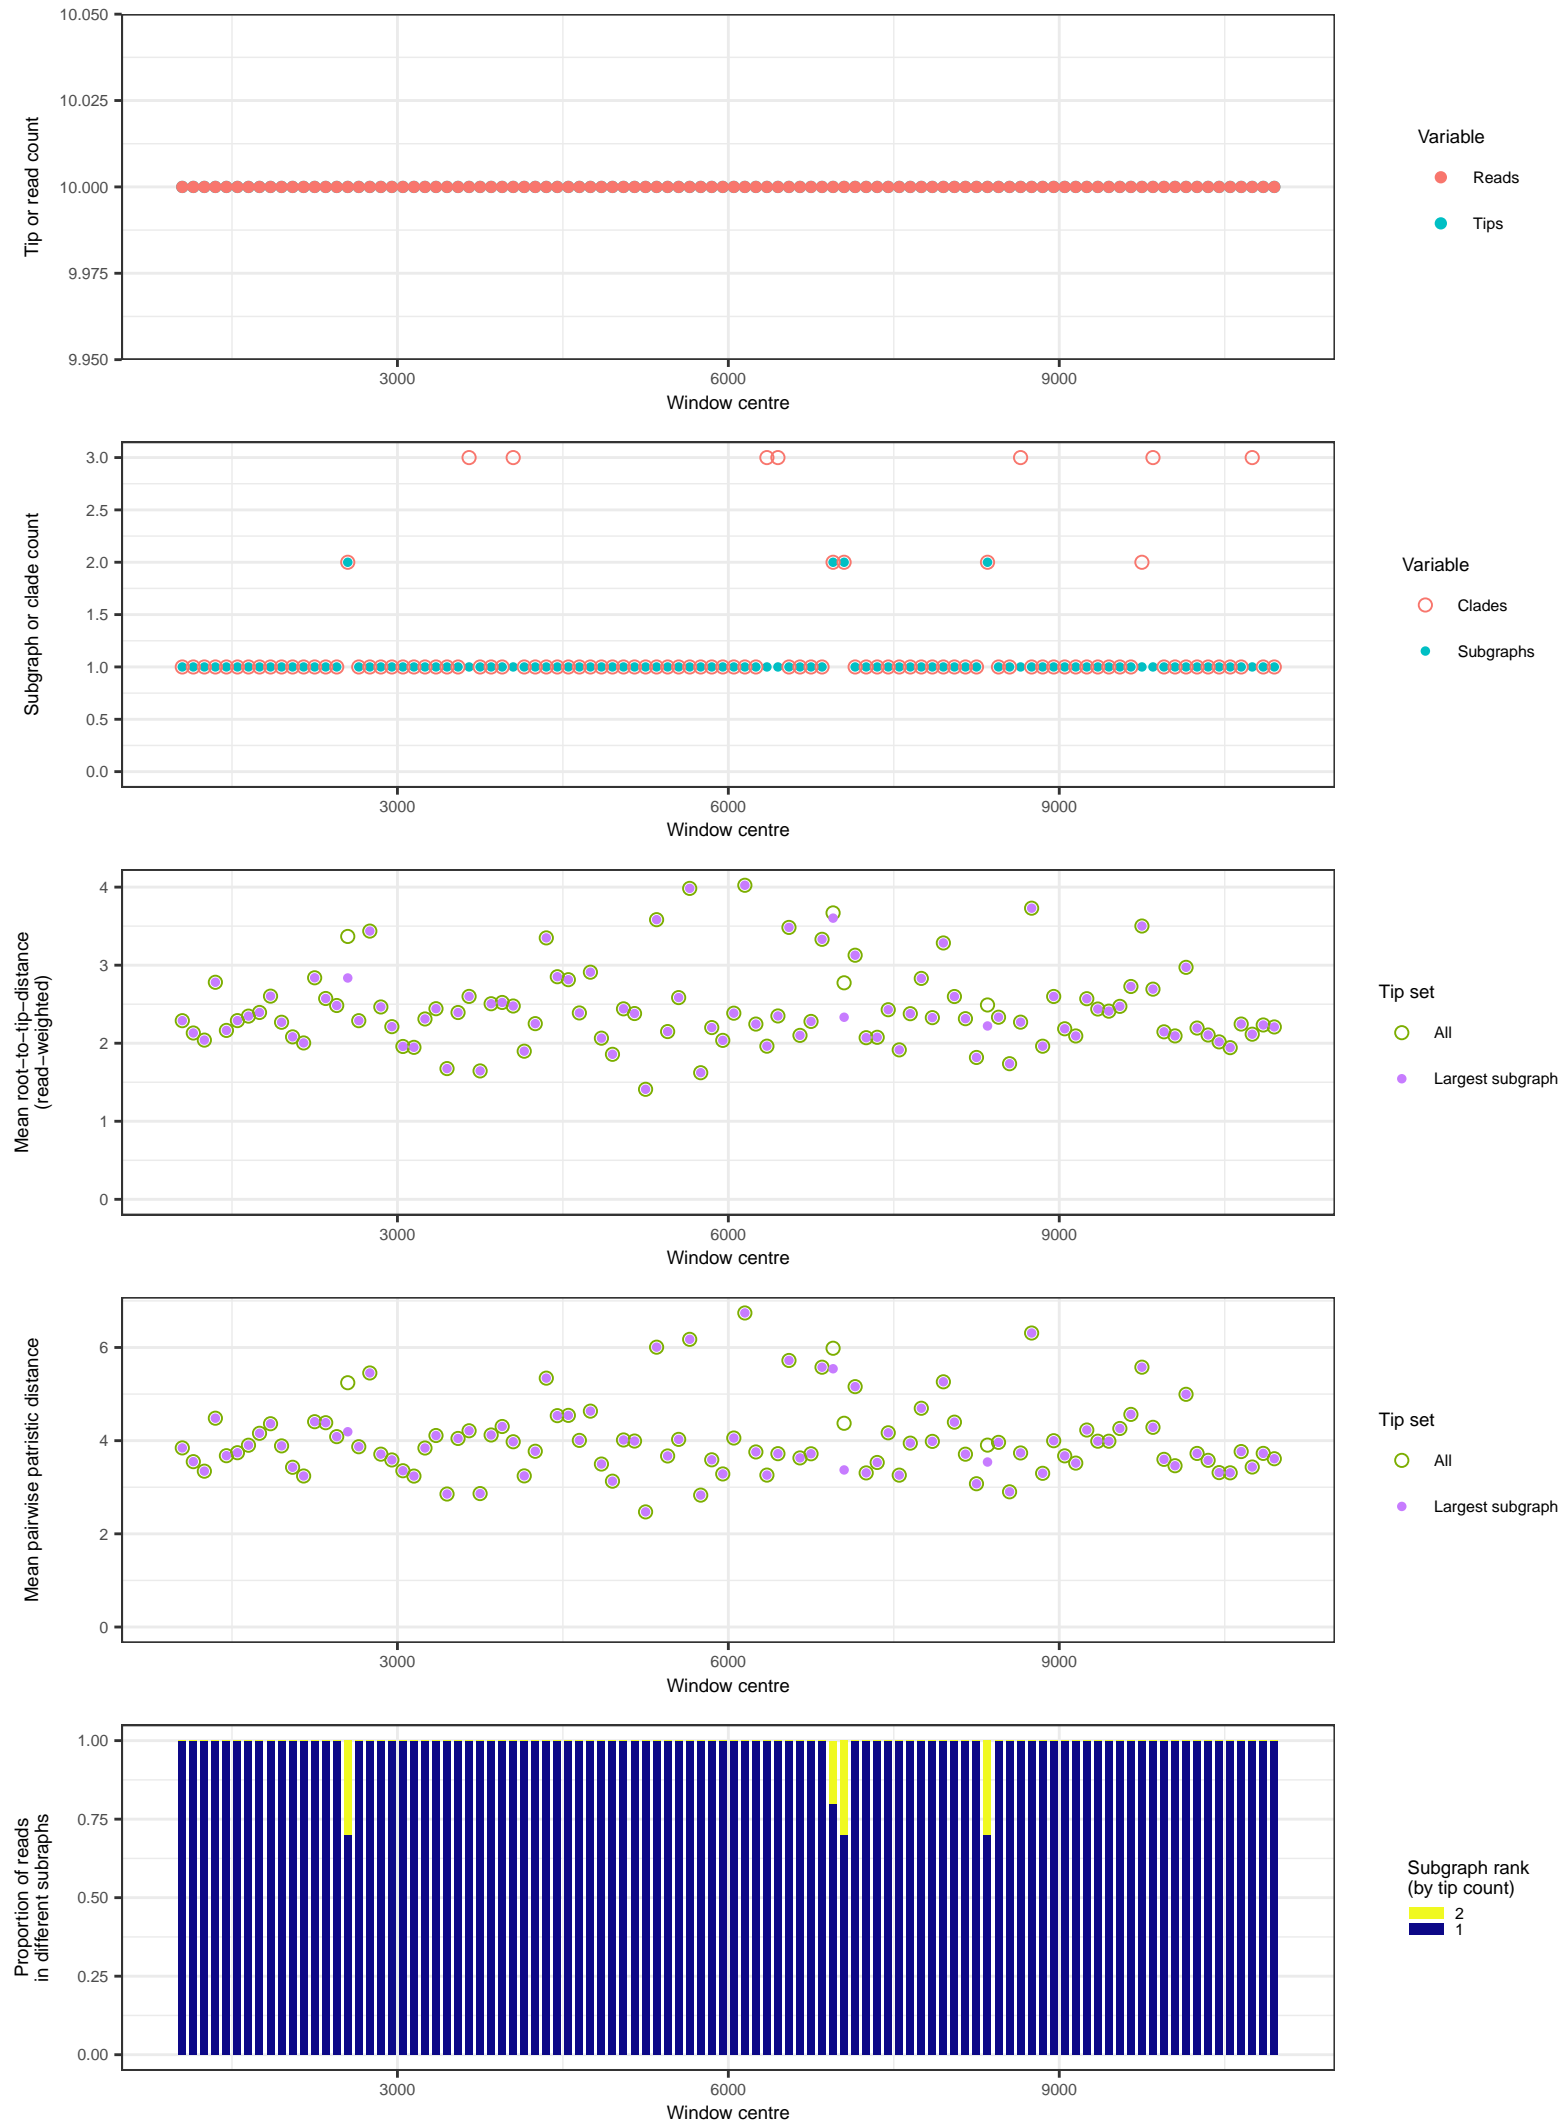 10.050
10.025
10.000
9.975
9.950
Tip or read count
3000
6000
9000
Window centre
Variable
Reads
Tips
3.0
2.5
2.0
1.5
1.0
0.5
0.0
Subgraph or clade count
3000
6000
9000
Window centre
Variable
Clades
Subgraphs
4
3
2
1
0
Mean root−to−tip−distance
(read−weighted)
3000
6000
9000
Window centre
Tip set
All
Largest subgraph
6
4
2
0
Mean pairwise patristic distance
3000
6000
9000
Window centre
Tip set
All
Largest subgraph
1.00
0.75
0.50
0.25
0.00
Proportion of reads
in different subraphs
3000
6000
9000
Window centre
Subgraph rank
(by tip count)
2
1